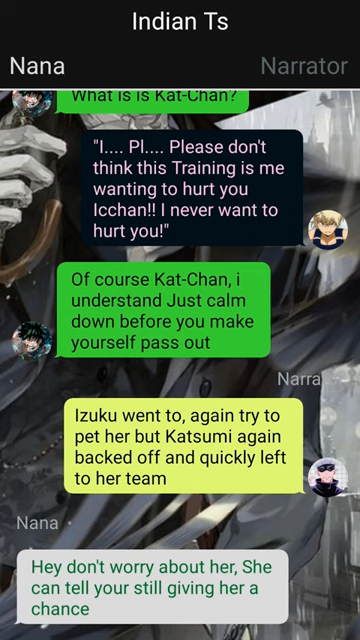 Indian Ts
Nana
Narrator
What is is Kat-Chan?
"I.... Pl.... Please don't
think this Training is me
wanting to hurt you
Icchan!! I never want to
hurt you!"
Of course Kat-Chan, i
understand Just calm
down before you make
yourself pass out
Narra
Izuku went to, again try to
pet her but Katsumi again
backed off and quickly left
to her team
Nana
Hey don't worry about her, She
can tell your still giving her a
chance